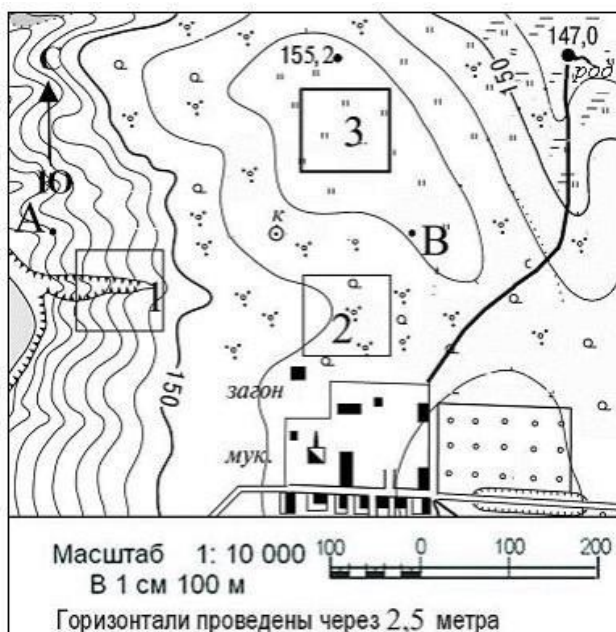 147,0
155,2
С
150
род
3
Ю
А
к
В
1
2
150
загон
мук.
Масштаб 1: 10 000
В 1 см 100 м
100 0 100 200
Горизонтали проведены через 2,5 метра